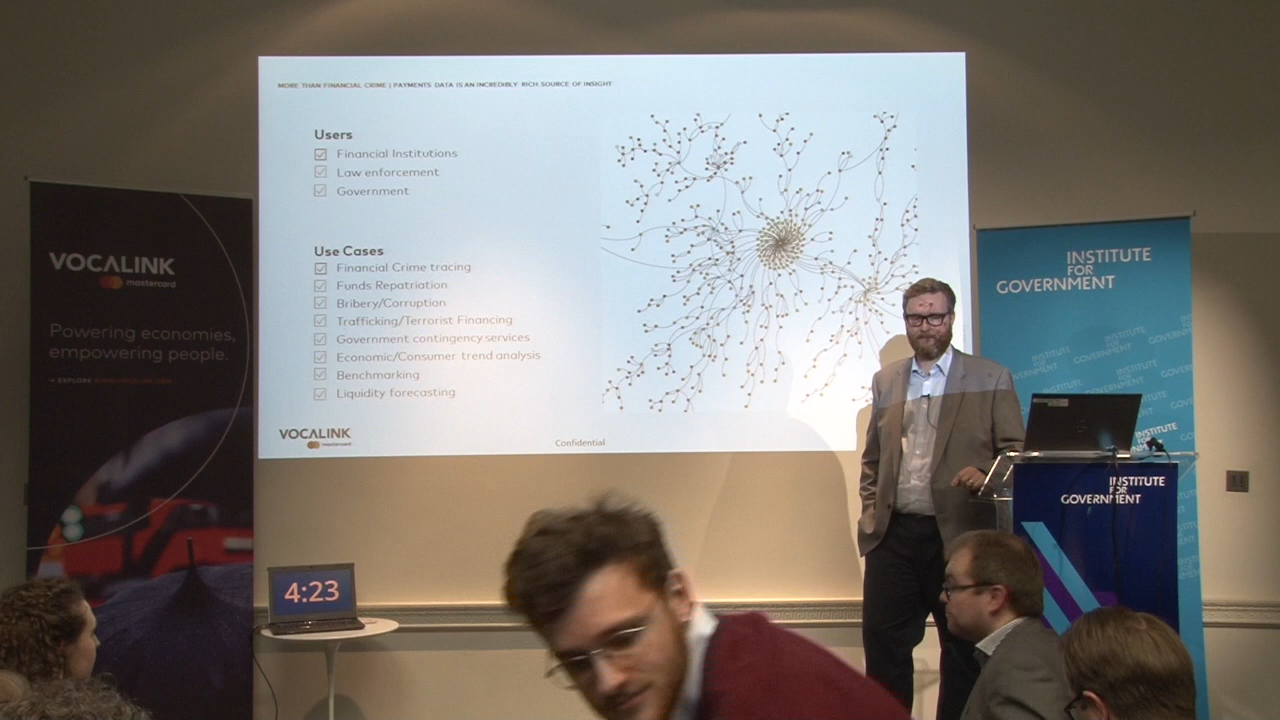 MORE THAN FINANCIAL CRIME | PAYMENTS DATA IS AN INCREDIBLY RICH SOURCE OF INSIGHT
Users
Financial Institutions
Law enforcement
Government
Use Cases
Financial Crime tracing
Funds Repatriation
Bribery/Corruption
Trafficking/Terrorist Financing
Government contingency services
Economic/Consumer trend analysis
Benchmarking
Liquidity forecasting
VOCALINK
mastercard
Confidential
VOCALINK
mastercard
Powering economies,
empowering people.
EXPLORE
4:23
INSTITUTE
FOR
GOVERNMENT
INSTITUTE
FOR
GOVERNMENT